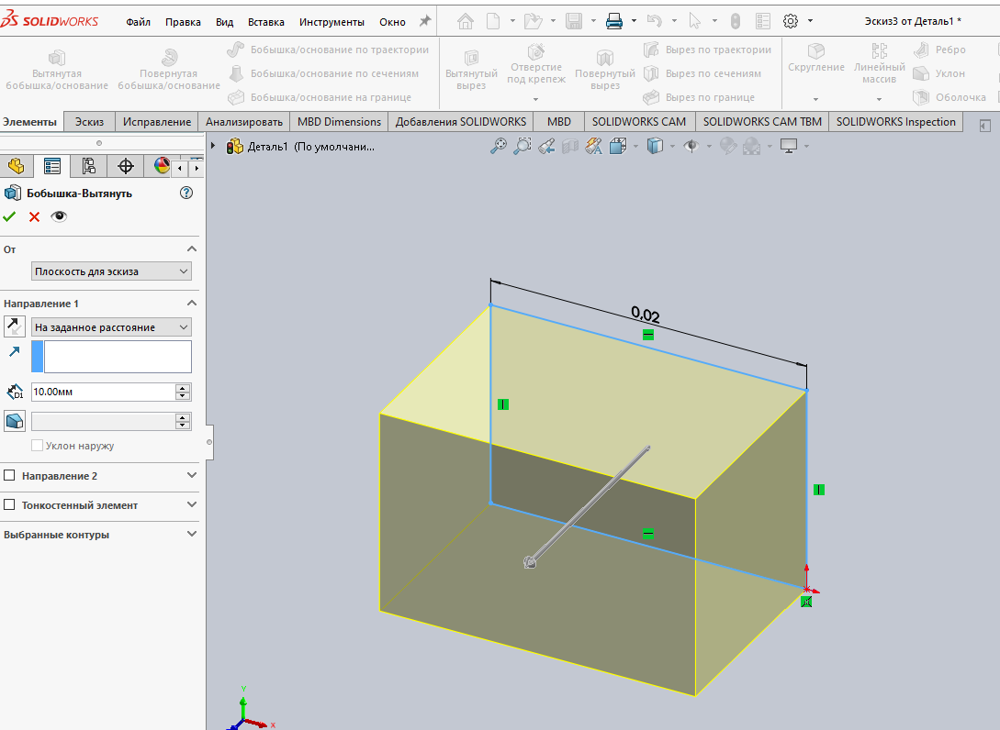 SOLIDWORKS Файл Правка Вид Вставка Инструменты Окно Эскиз3 от Деталь1 *
Вытянутая бобышка/основание
Повернутая бобышка/основание
Бобышка/основание по траектории
Бобышка/основание по сечениям
Бобышка/основание на границе
Вытянутый вырез
Отверстие под крепеж
Повернутый вырез
Вырез по траектории
Вырез по сечениям
Вырез по границе
Скругление
Линейный массив
Ребро
Уклон
Оболочка
Элементы Эскиз Исправление Анализировать MBD Dimensions Добавления SOLIDWORKS MBD SOLIDWORKS CAM SOLIDWORKS CAM TBM SOLIDWORKS Inspection
Деталь1 (По умолчани...
Бобышка-Вытянуть
От
Плоскость для эскиза
Направление 1
На заданное расстояние
D1
10.00мм
Уклон наружу
Направление 2
Тонкостенный элемент
Выбранные контуры
0,02
Y
X